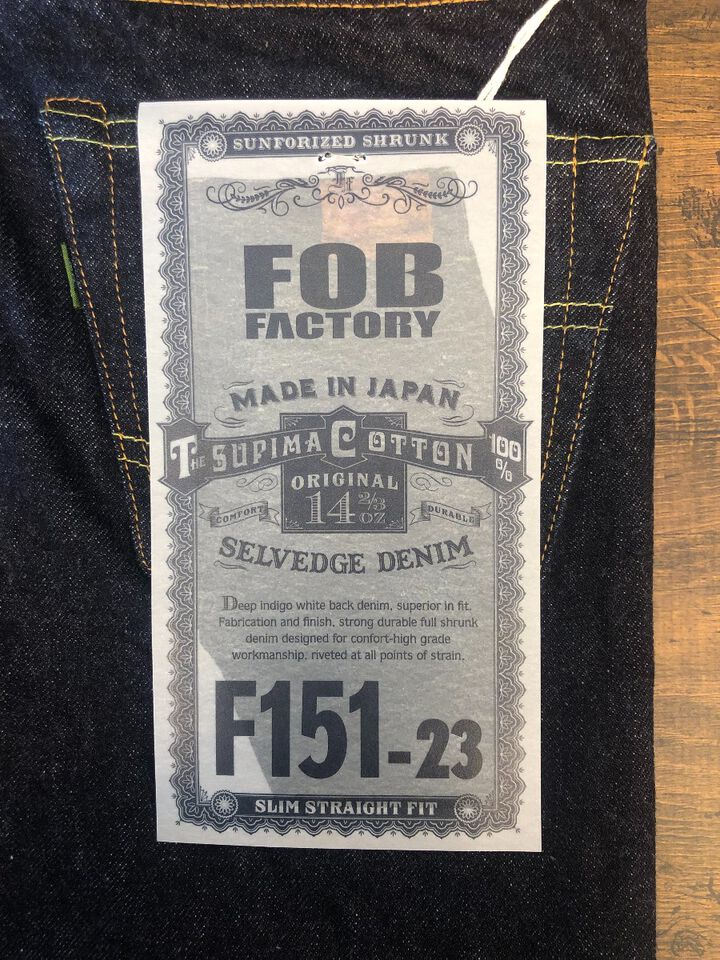 SUNFORIZED SHRUNK
Ff
FOB
FACTORY
MADE IN JAPAN
THE SUPIMA COTTON 100%
ORIGINAL
14 2/3 OZ
COMFORT
DURABLE
SELVEDGE DENIM
Deep indigo white back denim, superior in fit.
Fabrication and finish, strong durable full shrunk
denim designed for confort-high grade
workmanship, riveted at all points of strain.
F151-23
SLIM STRAIGHT FIT